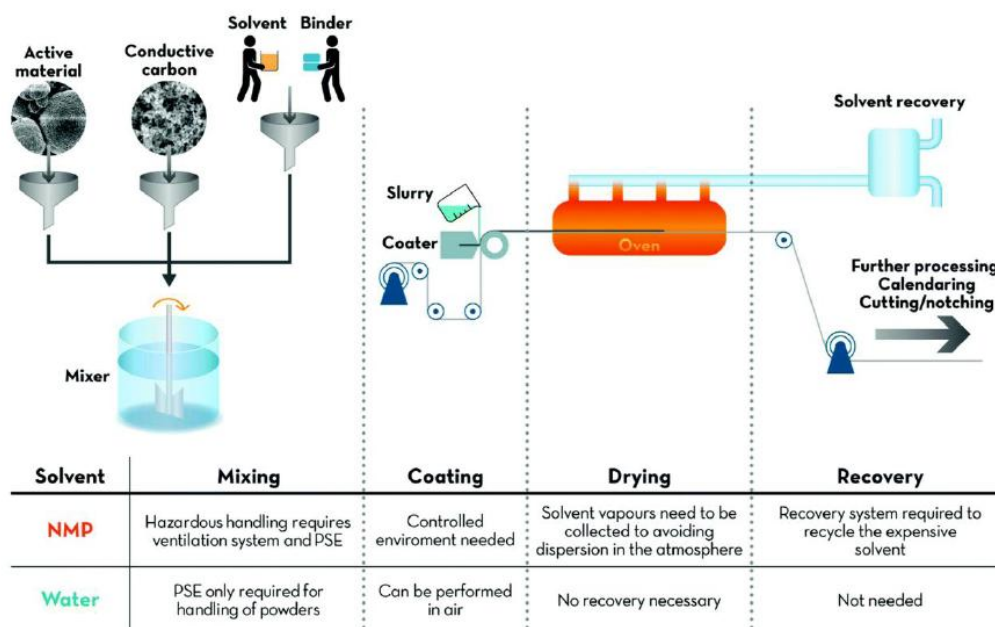 Solvent Binder
Active
material
Conductive
carbon
Solvent recovery
Slurry
Coater
Oven
Further processing
Calendaring
Cutting/notching
Mixer
Solvent Mixing Coating Drying Recovery
NMP
Hazardous handling requires
ventilation system and PSE
Controlled
enviroment needed
Solvent vapours need to be
collected to avoiding
dispersion in the atmosphere
Recovery system required to
recycle the expensive
solvent
Water
PSE only required for
handling of powders
Can be performed
in air
No recovery necessary
Not needed